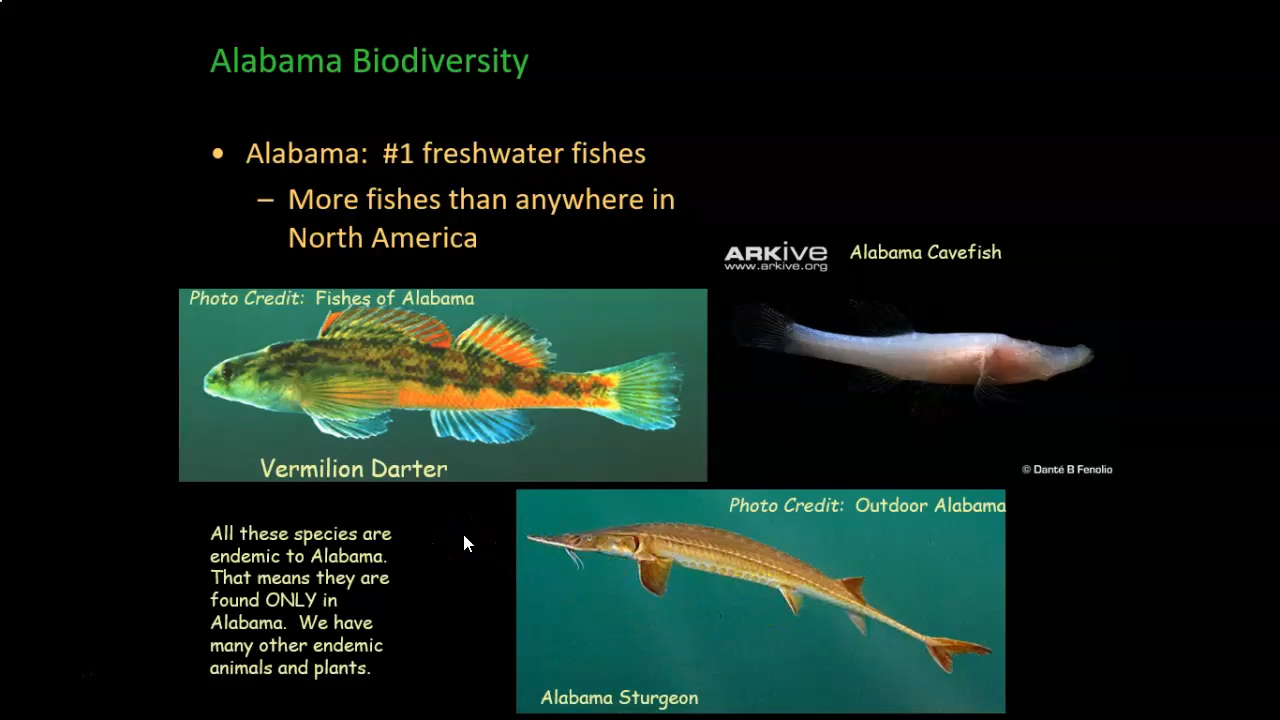 Alabama Biodiversity
• Alabama: #1 freshwater fishes
– More fishes than anywhere in
North America
ARKive
www.arkive.org
Alabama Cavefish
Photo Credit: Fishes of Alabama
Vermilion Darter
© Danté B Fenolio
Photo Credit: Outdoor Alabama
All these species are
endemic to Alabama.
That means they are
found ONLY in
Alabama. We have
many other endemic
animals and plants.
Alabama Sturgeon